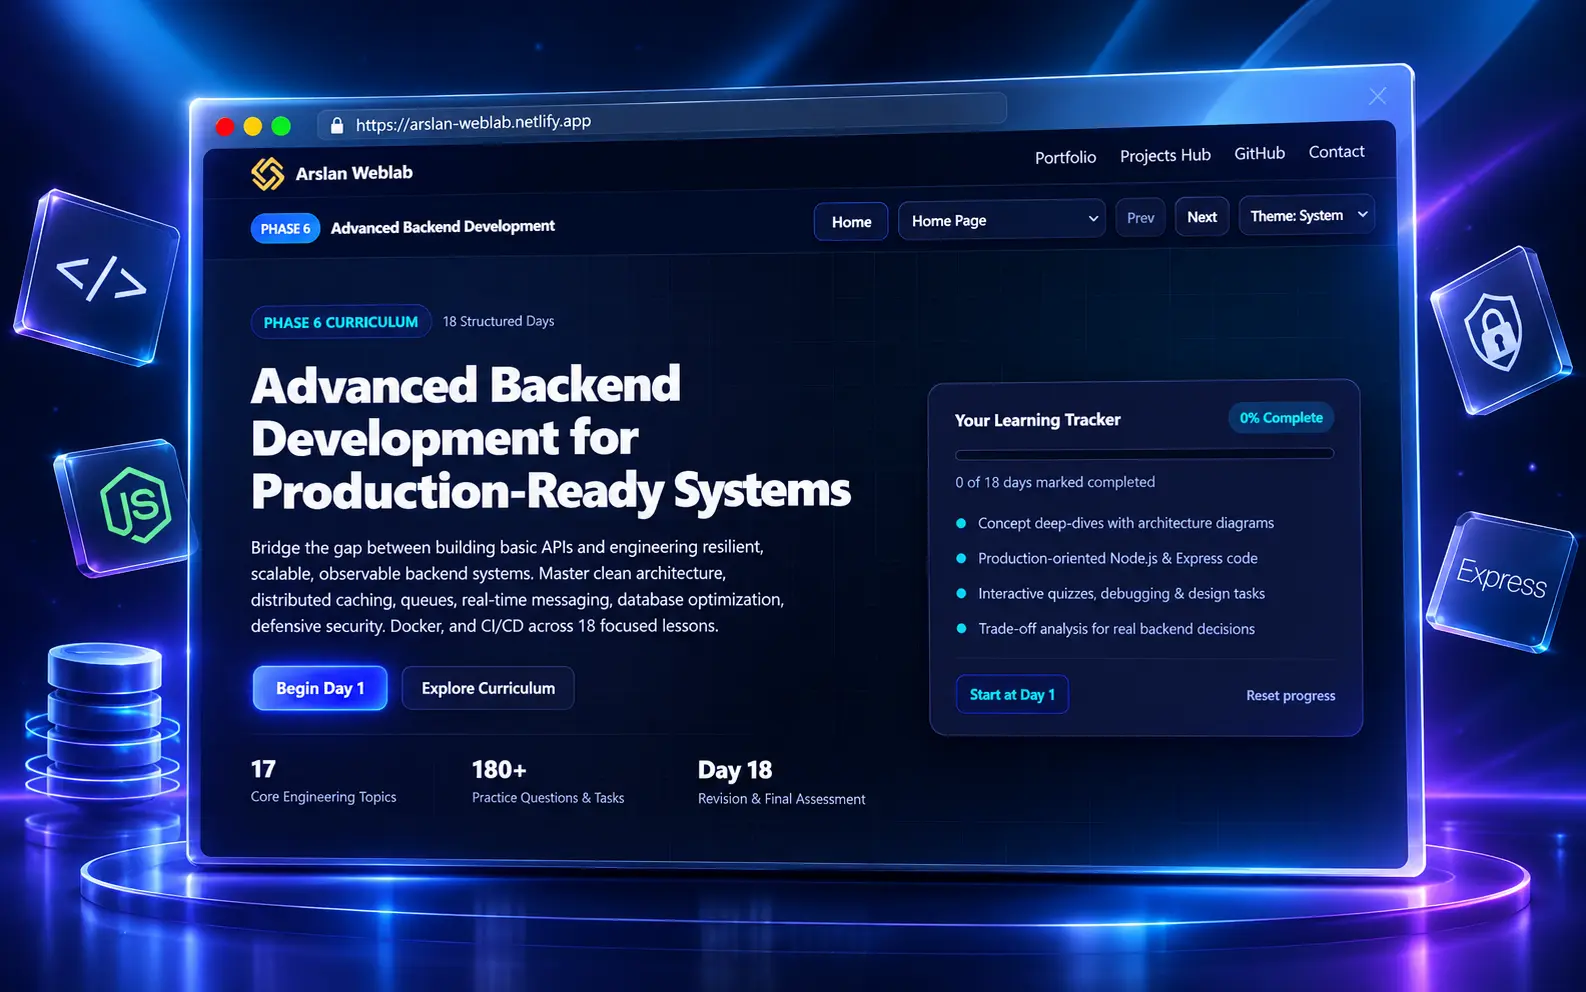 https://arslan-weblab.netlify.app
Arslan Weblab
Portfolio
Projects Hub
GitHub
Contact
PHASE 6
Advanced Backend Development
Home
Home Page
Prev
Next
Theme: System
</>
JS
Express
PHASE 6 CURRICULUM
18 Structured Days
Advanced Backend
Development for
Production-Ready Systems
Bridge the gap between building basic APIs and engineering resilient,
scalable, observable backend systems. Master clean architecture,
distributed caching, queues, real-time messaging, database optimization,
defensive security. Docker, and CI/CD across 18 focused lessons.
Begin Day 1
Explore Curriculum
17
Core Engineering Topics
180+
Practice Questions & Tasks
Day 18
Revision & Final Assessment
Your Learning Tracker
0% Complete
0 of 18 days marked completed
Concept deep-dives with architecture diagrams
Production-oriented Node.js & Express code
Interactive quizzes, debugging & design tasks
Trade-off analysis for real backend decisions
Start at Day 1
Reset progress